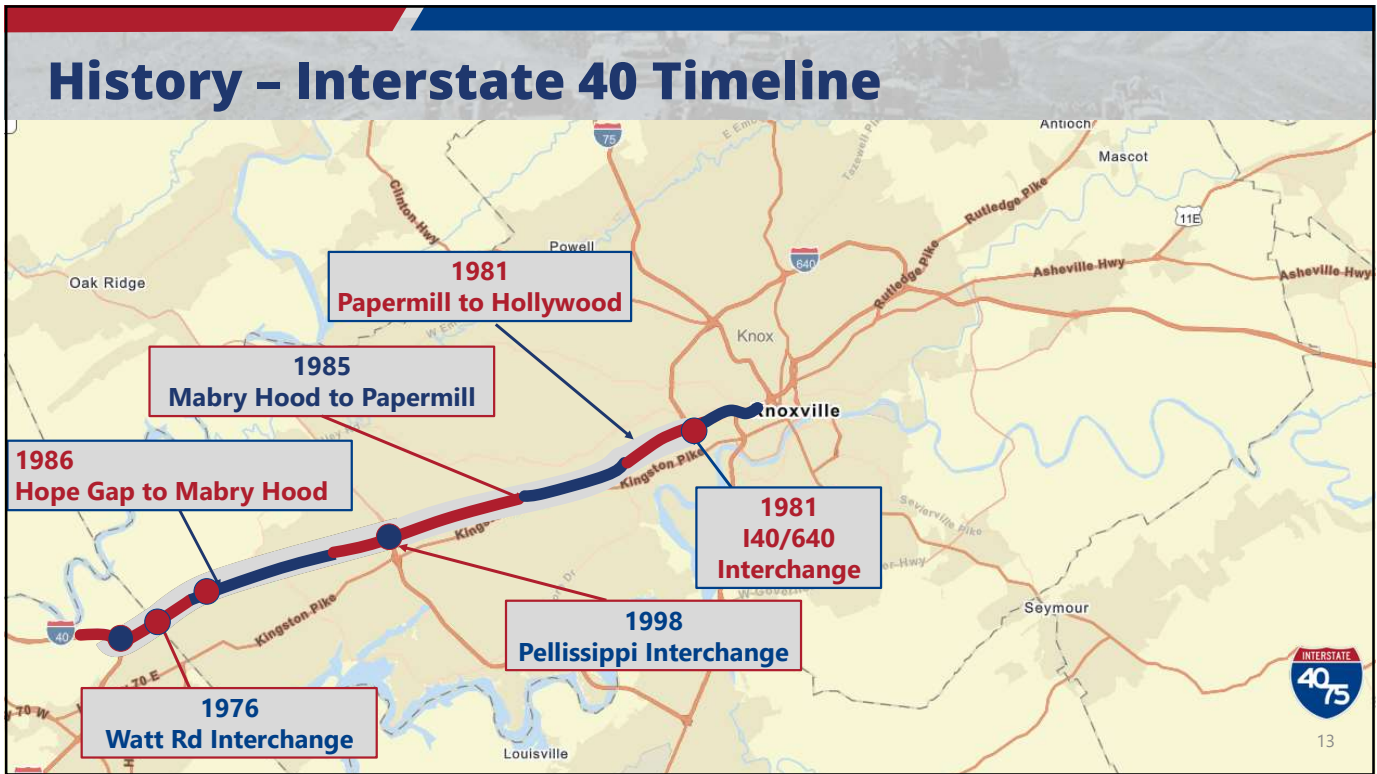 History – Interstate 40 Timeline
75
Antioch
Mascot
Clinton Hwy
Rutledge Pike
11E
Powell
640
Asheville Hwy
Asheville Hwy
Oak Ridge
1981
Papermill to Hollywood
Rutledge Pike
Knox
1985
Mabry Hood to Papermill
Knoxville
Kingston Pike
1986
Hope Gap to Mabry Hood
1981
I40/640
Interchange
Sevierville Pike
Seymour
40
Kingston Pike
1998
Pellissippi Interchange
INTERSTATE
40
75
1976
Watt Rd Interchange
Louisville
13